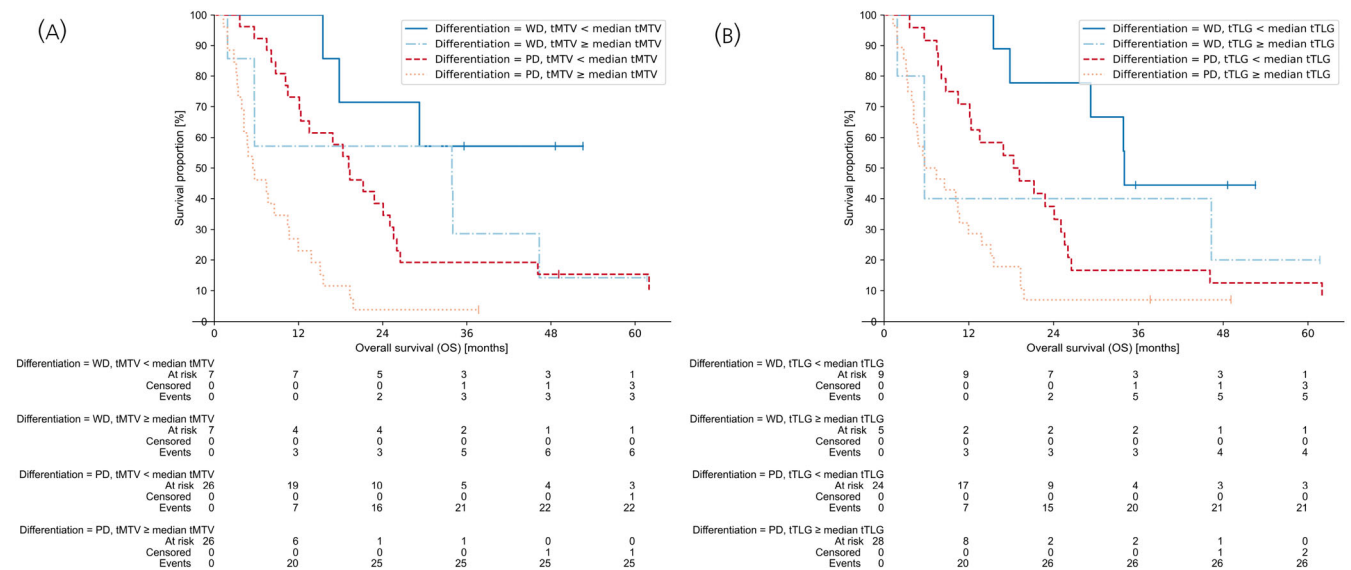 (A)
Differentiation = WD, tMTV < median tMTV
Differentiation = WD, tMTV ≥ median tMTV
Differentiation = PD, tMTV < median tMTV
Differentiation = PD, tMTV ≥ median tMTV
Survival proportion [%]
100
90
80
70
60
50
40
30
20
10
0
0 12 24 36 48 60
Overall survival (OS) [months]
Differentiation = WD, tMTV < median tMTV
At risk 7 7 5 3 3 1
Censored 0 0 0 1 1 3
Events 0 0 2 3 3 3
Differentiation = WD, tMTV ≥ median tMTV
At risk 7 4 4 2 1 1
Censored 0 0 0 0 0 0
Events 0 3 3 5 6 6
Differentiation = PD, tMTV < median tMTV
At risk 26 19 10 5 4 3
Censored 0 0 0 0 0 1
Events 0 7 16 21 22 22
Differentiation = PD, tMTV ≥ median tMTV
At risk 26 6 1 1 0 0
Censored 0 0 0 0 1 1
Events 0 20 25 25 25 25
(B)
Differentiation = WD, tTLG < median tTLG
Differentiation = WD, tTLG ≥ median tTLG
Differentiation = PD, tTLG < median tTLG
Differentiation = PD, tTLG ≥ median tTLG
Survival proportion [%]
100
90
80
70
60
50
40
30
20
10
0
0 12 24 36 48 60
Overall survival (OS) [months]
Differentiation = WD, tTLG < median tTLG
At risk 9 9 7 3 3 1
Censored 0 0 0 1 1 3
Events 0 0 2 5 5 5
Differentiation = WD, tTLG ≥ median tTLG
At risk 5 2 2 2 1 1
Censored 0 0 0 0 0 0
Events 0 3 3 3 4 4
Differentiation = PD, tTLG < median tTLG
At risk 24 17 9 4 3 3
Censored 0 0 0 0 0 0
Events 0 7 15 20 21 21
Differentiation = PD, tTLG ≥ median tTLG
At risk 28 8 2 2 1 0
Censored 0 0 0 0 1 2
Events 0 20 26 26 26 26